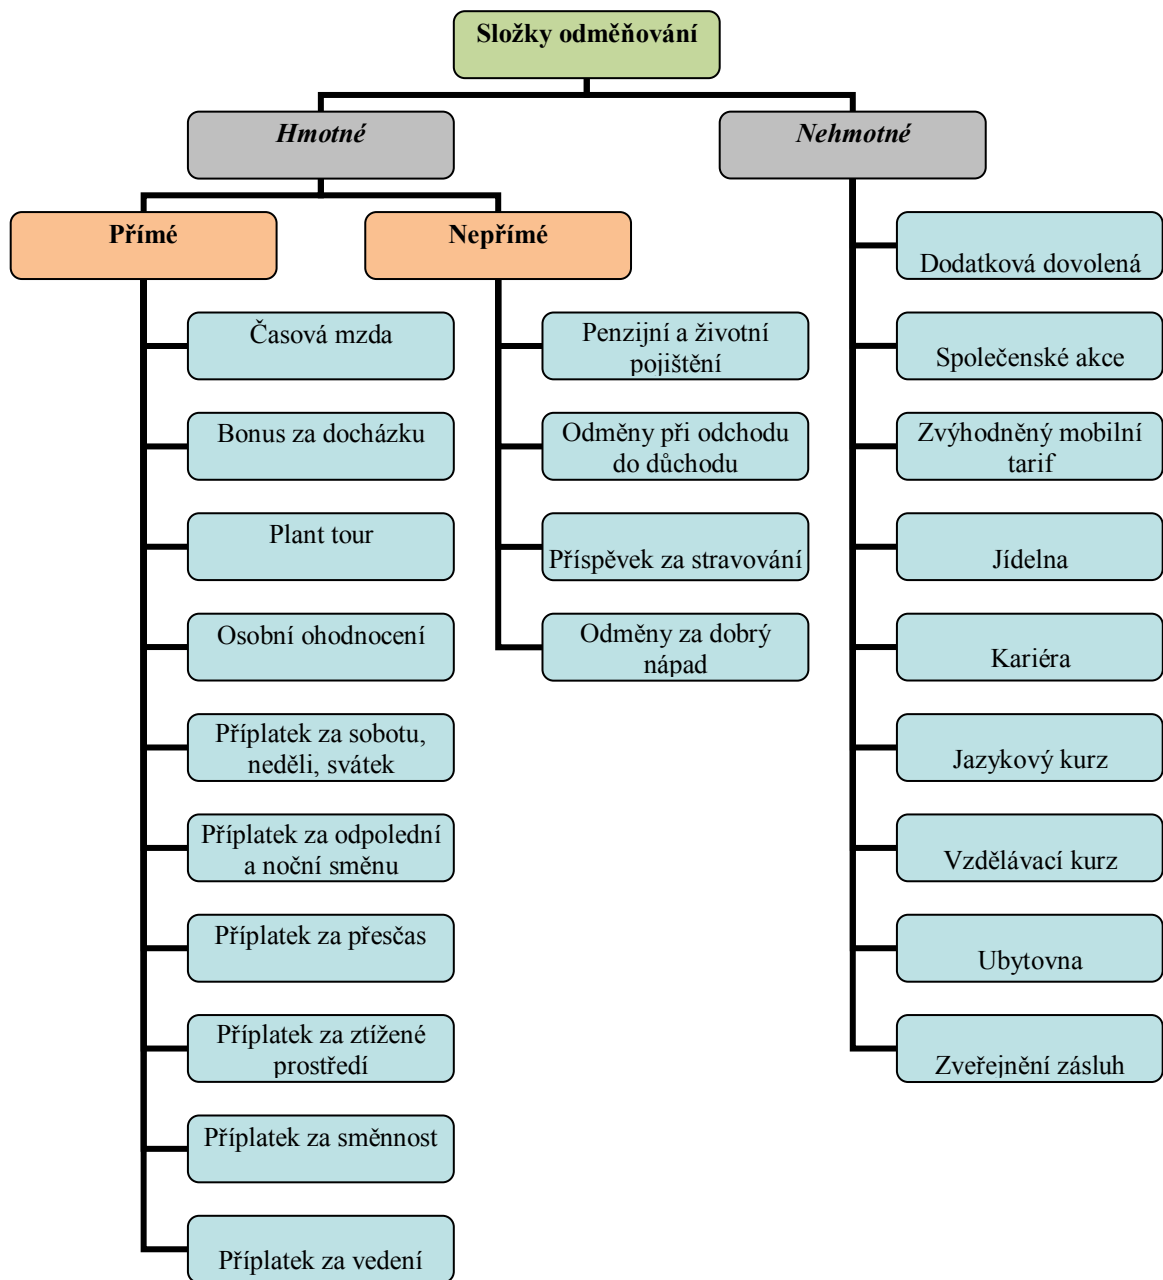 Složky odměňování
Hmotné
Nehmotné
Přímé
Nepřímé
Časová mzda
Bonus za docházku
Plant tour
Osobní ohodnocení
Příplatek za sobotu,
neděli, svátek
Příplatek za odpolední
a noční směnu
Příplatek za přesčas
Příplatek za ztížené
prostředí
Příplatek za směnnost
Příplatek za vedení
Penzijní a životní
pojištění
Odměny při odchodu
do důchodu
Příspěvek za stravování
Odměny za dobrý
nápad
Dodatková dovolená
Společenské akce
Zvýhodněný mobilní
tarif
Jídelna
Kariéra
Jazykový kurz
Vzdělávací kurz
Ubytovna
Zveřejnění zásluh